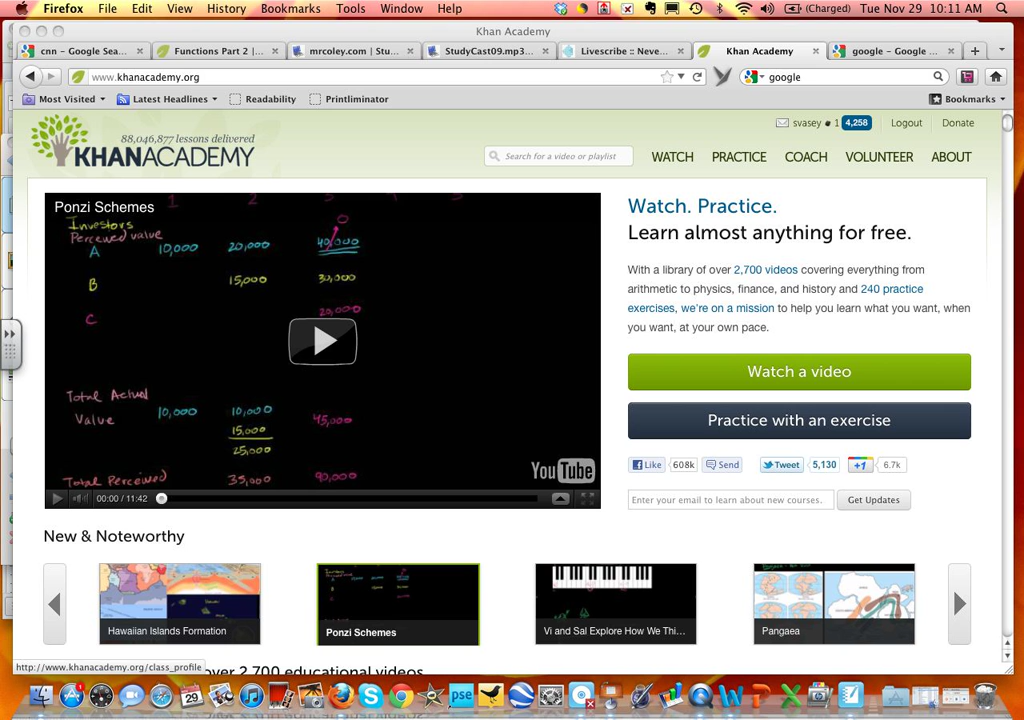 Firefox File Edit View History Bookmarks Tools Window Help (Charged) Tue Nov 29 10:11 AM
Khan Academy
cnn - Google Sea... Functions Part 2 |... mrcoley.com | Stu... StudyCast09.mp3... Livescribe :: Neve... Khan Academy google - Google ...
www.khanacademy.org google
Most Visited Latest Headlines Readability Printliminator Bookmarks
88,046,877 lessons delivered
KHANACADEMY
svasey 1 4,258 Logout Donate
Search for a video or playlist
WATCH PRACTICE COACH VOLUNTEER ABOUT
Ponzi Schemes
1 2 3 4 5
Investors
Perceived value
A 10,000 20,000 40,000
0
B 15,000 30,000
C 20,000
Total Actual
Value 10,000 10,000 45,000
15,000
25,000
Total Perceived 35,000 90,000
YouTube
00:00 / 11:42
Watch. Practice.
Learn almost anything for free.
With a library of over 2,700 videos covering everything from
arithmetic to physics, finance, and history and 240 practice
exercises, we're on a mission to help you learn what you want, when
you want, at your own pace.
Watch a video
Practice with an exercise
Like 608k Send Tweet 5,130 +1 6.7k
Enter your email to learn about new courses. Get Updates
New & Noteworthy
Hawaiian Islands Formation
Ponzi Schemes
Vi and Sal Explore How We Thi...
Pangaea
http://www.khanacademy.org/class_profile
over 2,700 educational videos
29
pse